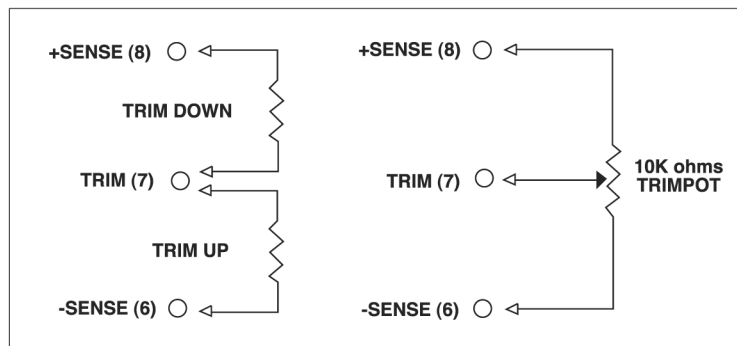 +SENSE (8)
TRIM DOWN
TRIM (7)
TRIM UP
-SENSE (6)
+SENSE (8)
TRIM (7)
10K ohms
TRIMPOT
-SENSE (6)